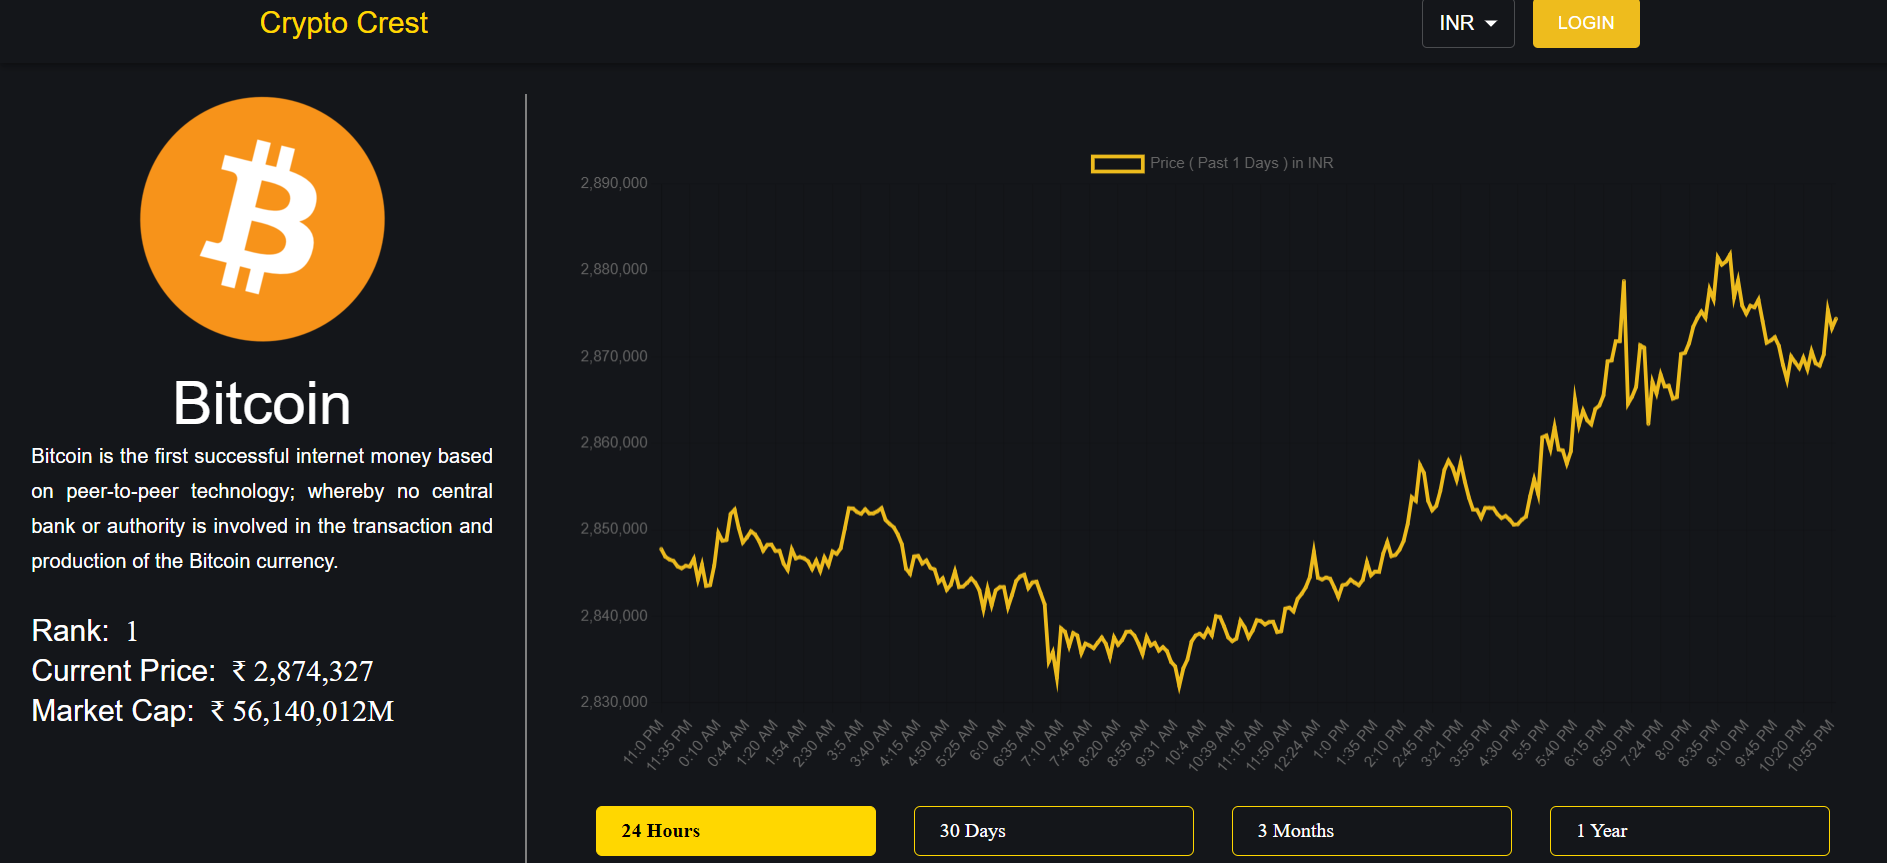 Crypto Crest
INR
LOGIN
Bitcoin
Bitcoin is the first successful internet money based
on peer-to-peer technology; whereby no central
bank or authority is involved in the transaction and
production of the Bitcoin currency.
Rank: 1
Current Price: ₹ 2,874,327
Market Cap: ₹ 56,140,012M
Price ( Past 1 Days ) in INR
2,890,000
2,880,000
2,870,000
2,860,000
2,850,000
2,840,000
2,830,000
11:0 PM
11:35 PM
0:10 AM
0:44 AM
1:20 AM
1:54 AM
2:30 AM
3:5 AM
3:40 AM
4:15 AM
4:50 AM
5:25 AM
6:0 AM
6:35 AM
7:10 AM
7:45 AM
8:20 AM
8:55 AM
9:31 AM
10:4 AM
10:39 AM
11:15 AM
11:50 AM
12:24 AM
1:0 PM
1:35 PM
2:10 PM
2:45 PM
3:21 PM
3:55 PM
4:30 PM
5:5 PM
5:40 PM
6:15 PM
6:50 PM
7:24 PM
8:0 PM
8:35 PM
9:10 PM
9:45 PM
10:20 PM
10:55 PM
24 Hours
30 Days
3 Months
1 Year